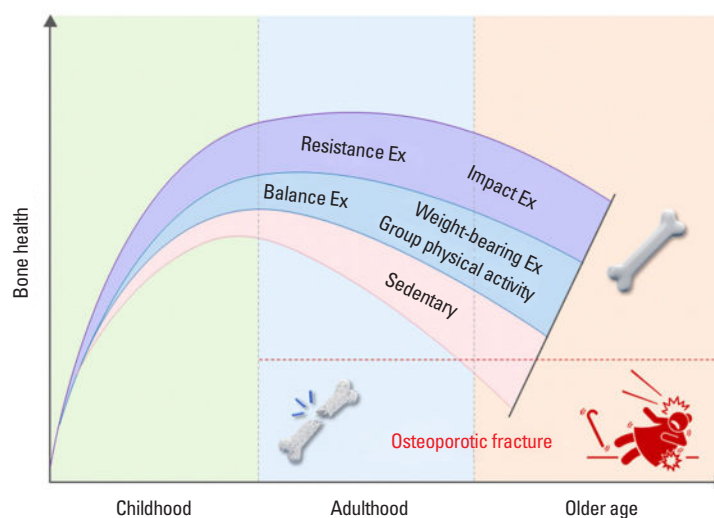 Bone health
Resistance Ex
Impact Ex
Balance Ex
Weight-bearing Ex
Group physical activity
Sedentary
Osteoporotic fracture
Childhood
Adulthood
Older age